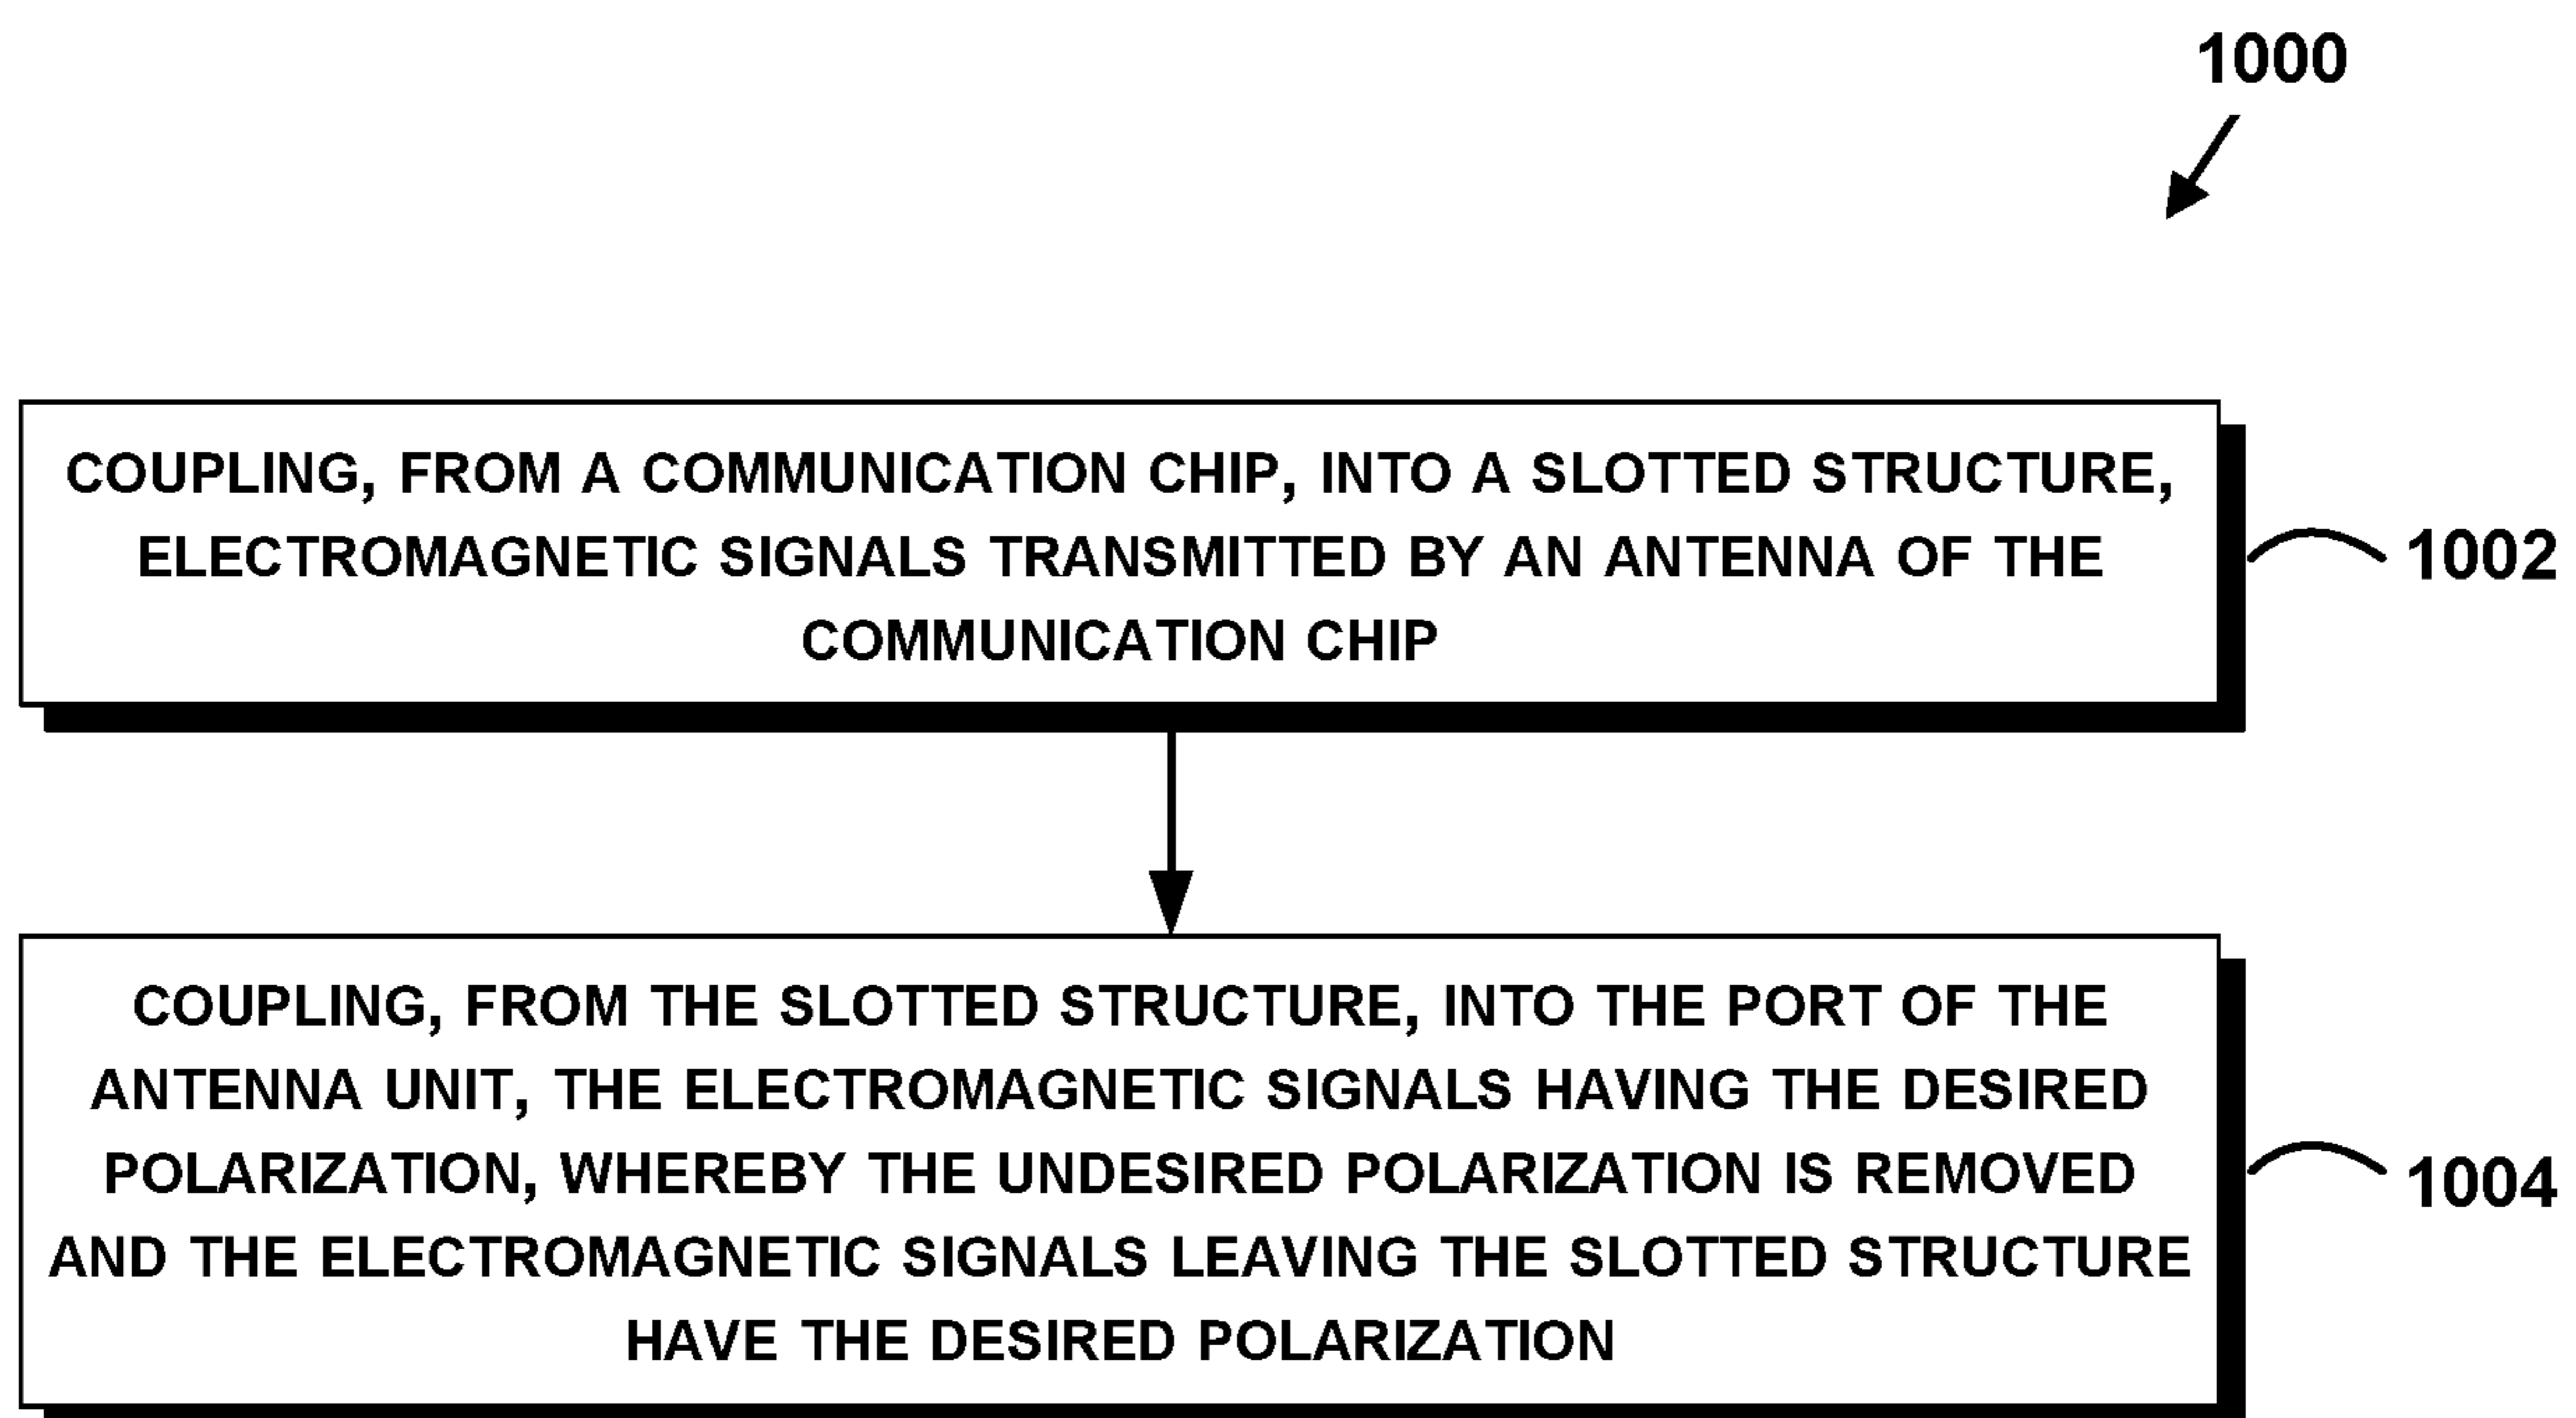 1000
COUPLING, FROM A COMMUNICATION CHIP, INTO A SLOTTED STRUCTURE,
ELECTROMAGNETIC SIGNALS TRANSMITTED BY AN ANTENNA OF THE
COMMUNICATION CHIP
1002
COUPLING, FROM THE SLOTTED STRUCTURE, INTO THE PORT OF THE
ANTENNA UNIT, THE ELECTROMAGNETIC SIGNALS HAVING THE DESIRED
POLARIZATION, WHEREBY THE UNDESIRED POLARIZATION IS REMOVED
AND THE ELECTROMAGNETIC SIGNALS LEAVING THE SLOTTED STRUCTURE
HAVE THE DESIRED POLARIZATION
1004